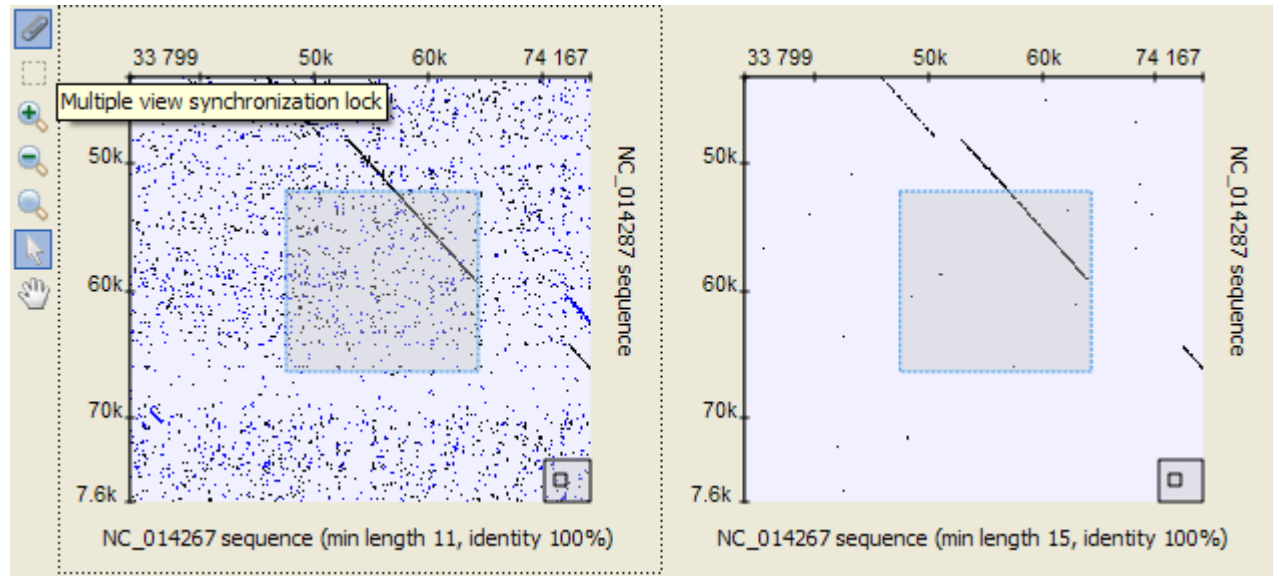 33 799 50k 60k 74 167
Multiple view synchronization lock
50k
60k
70k
7.6k
NC_014287 sequence
NC_014267 sequence (min length 11, identity 100%)
33 799 50k 60k 74 167
50k
60k
70k
7.6k
NC_014287 sequence
NC_014267 sequence (min length 15, identity 100%)